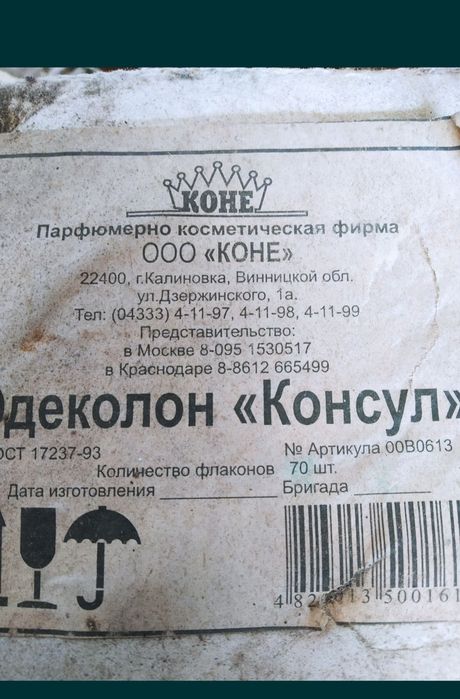 КОНЕ
Парфюмерно косметическая фирма
ООО «КОНЕ»
22400, г.Калиновка, Винницкой обл.
ул.Дзержинского, 1а.
Тел: (04333) 4-11-97, 4-11-98, 4-11-99
Представительство:
в Москве 8-095 1530517
в Краснодаре 8-8612 665499
Одеколон «Консул»
ОСТ 17237-93 № Артикула 00В0613
Количество флаконов 70 шт.
Дата изготовления Бригада